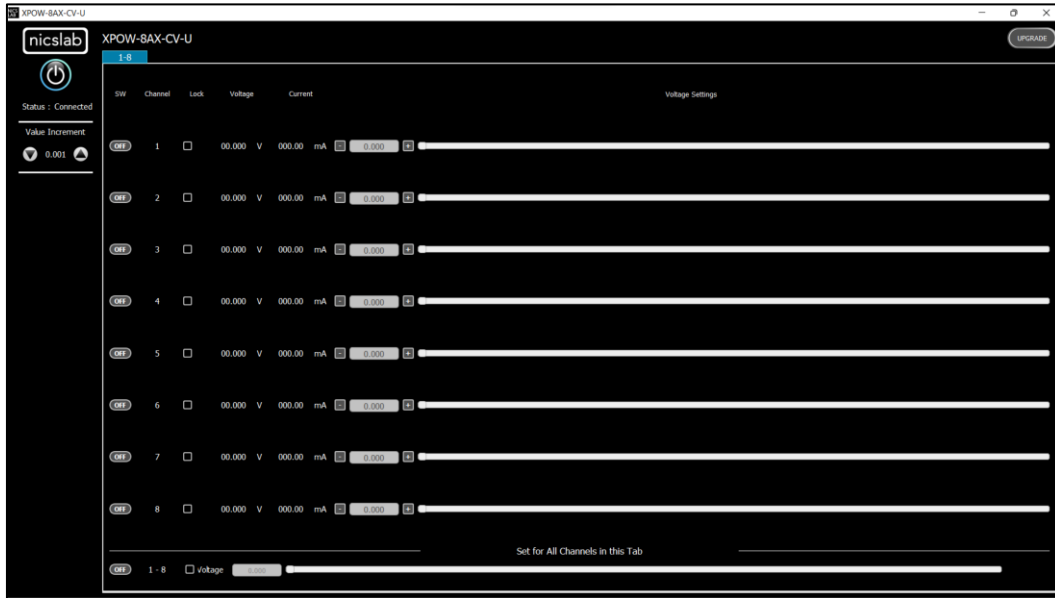 XPOW-8AX-CV-U
nicslab
XPOW-8AX-CV-U
UPGRADE
1-8
Status : Connected
Value Increment
0.001
SW Channel Lock Voltage Current Voltage Settings
OFF 1 00.000 V 000.00 mA - 0.000 +
OFF 2 00.000 V 000.00 mA - 0.000 +
OFF 3 00.000 V 000.00 mA - 0.000 +
OFF 4 00.000 V 000.00 mA - 0.000 +
OFF 5 00.000 V 000.00 mA - 0.000 +
OFF 6 00.000 V 000.00 mA - 0.000 +
OFF 7 00.000 V 000.00 mA - 0.000 +
OFF 8 00.000 V 000.00 mA - 0.000 +
Set for All Channels in this Tab
OFF 1 - 8 Voltage 0.000